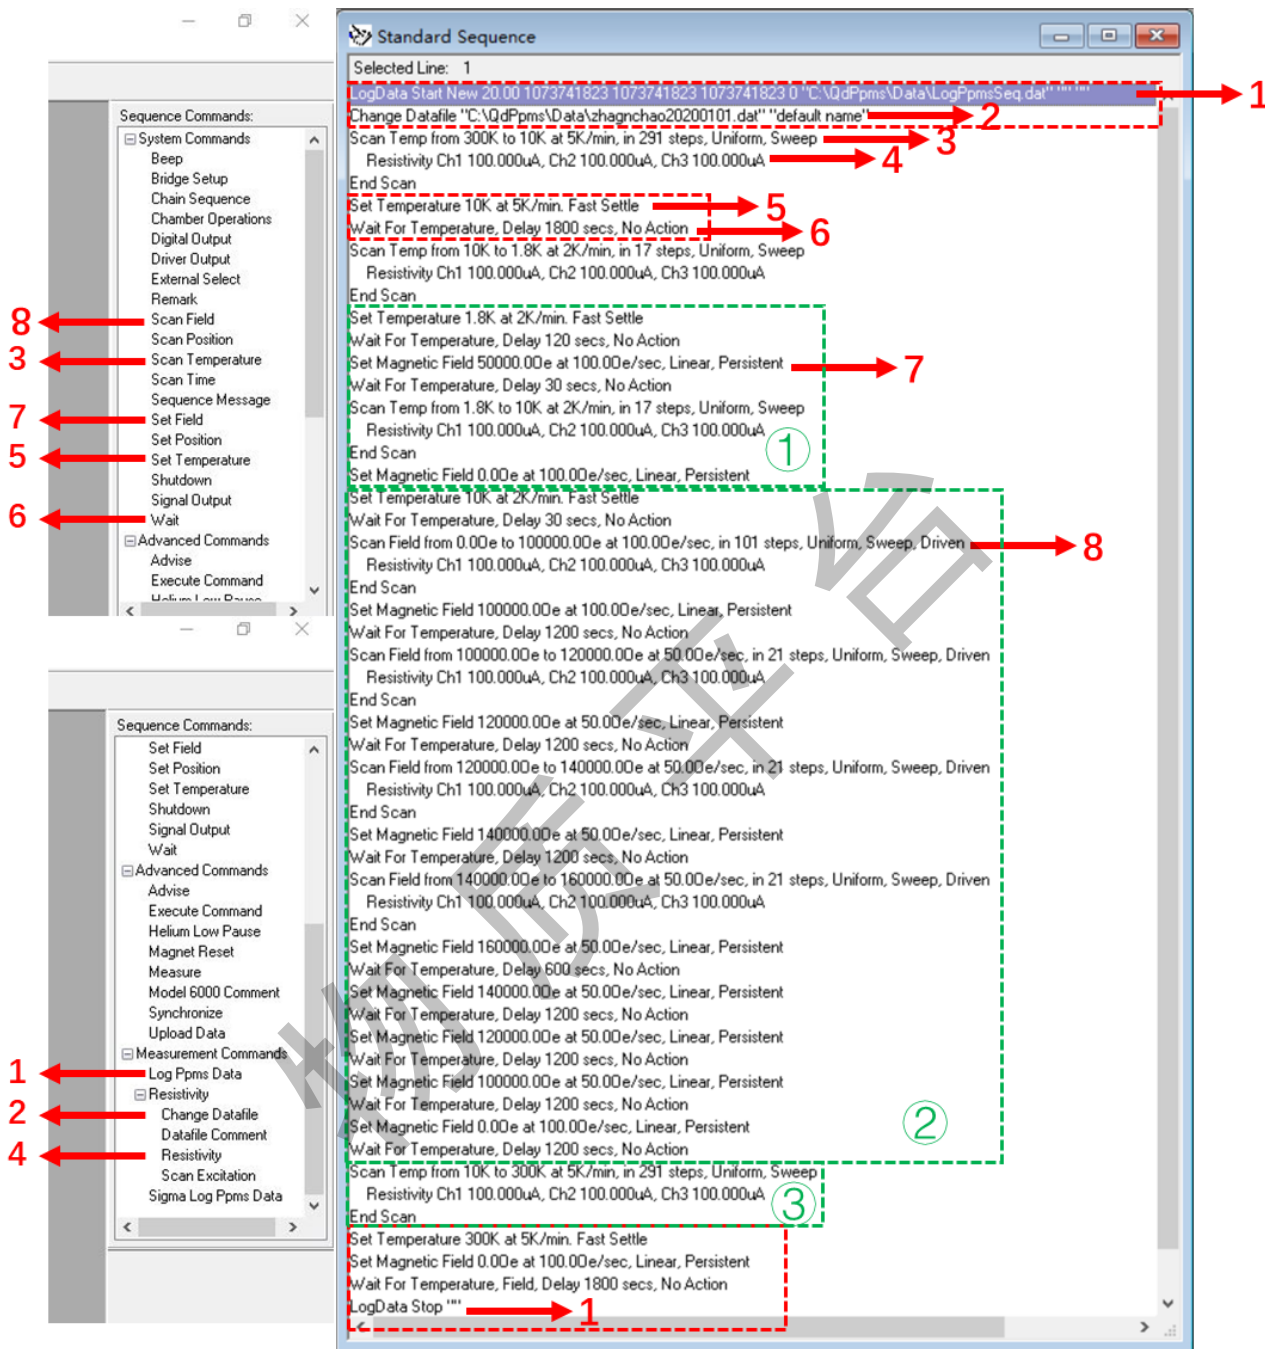 Sequence Commands:
System Commands
Beep
Bridge Setup
Chain Sequence
Chamber Operations
Digital Output
Driver Output
External Select
Remark
8 Scan Field
Scan Position
3 Scan Temperature
Scan Time
Sequence Message
7 Set Field
Set Position
5 Set Temperature
Shutdown
Signal Output
6 Wait
Advanced Commands
Advise
Execute Command
Helium Low Pause
Sequence Commands:
Set Field
Set Position
Set Temperature
Shutdown
Signal Output
Wait
Advanced Commands
Advise
Execute Command
Helium Low Pause
Magnet Reset
Measure
Model 6000 Comment
Synchronize
Upload Data
Measurement Commands
1 Log Ppms Data
Resistivity
2 Change Datafile
Datafile Comment
4 Resistivity
Scan Excitation
Sigma Log Ppms Data
Standard Sequence
Selected Line: 1
LogData Start New 20.00 1073741823 1073741823 1073741823 0 "C:\QdPpms\Data\LogPpmsSeq.dat" "" "" 1
Change Datafile "C:\QdPpms\Data\zhagnchao20200101.dat" "default name" 2
Scan Temp from 300K to 10K at 5K/min, in 291 steps, Uniform, Sweep 3
Resistivity Ch1 100.000uA, Ch2 100.000uA, Ch3 100.000uA 4
End Scan
Set Temperature 10K at 5K/min. Fast Settle 5
Wait For Temperature, Delay 1800 secs, No Action 6
Scan Temp from 10K to 1.8K at 2K/min, in 17 steps, Uniform, Sweep
Resistivity Ch1 100.000uA, Ch2 100.000uA, Ch3 100.000uA
End Scan
Set Temperature 1.8K at 2K/min. Fast Settle
Wait For Temperature, Delay 120 secs, No Action
Set Magnetic Field 50000.0Oe at 100.0Oe/sec, Linear, Persistent 7
Wait For Temperature, Delay 30 secs, No Action
Scan Temp from 1.8K to 10K at 2K/min, in 17 steps, Uniform, Sweep
Resistivity Ch1 100.000uA, Ch2 100.000uA, Ch3 100.000uA
End Scan ①
Set Magnetic Field 0.0Oe at 100.0Oe/sec, Linear, Persistent
Set Temperature 10K at 2K/min. Fast Settle
Wait For Temperature, Delay 30 secs, No Action
Scan Field from 0.0Oe to 100000.0Oe at 100.0Oe/sec, in 101 steps, Uniform, Sweep, Driven 8
Resistivity Ch1 100.000uA, Ch2 100.000uA, Ch3 100.000uA
End Scan
Set Magnetic Field 100000.0Oe at 100.0Oe/sec, Linear, Persistent
Wait For Temperature, Delay 1200 secs, No Action
Scan Field from 100000.0Oe to 120000.0Oe at 50.0Oe/sec, in 21 steps, Uniform, Sweep, Driven
Resistivity Ch1 100.000uA, Ch2 100.000uA, Ch3 100.000uA
End Scan
Set Magnetic Field 120000.0Oe at 50.0Oe/sec, Linear, Persistent
Wait For Temperature, Delay 1200 secs, No Action
Scan Field from 120000.0Oe to 140000.0Oe at 50.0Oe/sec, in 21 steps, Uniform, Sweep, Driven
Resistivity Ch1 100.000uA, Ch2 100.000uA, Ch3 100.000uA
End Scan
Set Magnetic Field 140000.0Oe at 50.0Oe/sec, Linear, Persistent
Wait For Temperature, Delay 1200 secs, No Action
Scan Field from 140000.0Oe to 160000.0Oe at 50.0Oe/sec, in 21 steps, Uniform, Sweep, Driven
Resistivity Ch1 100.000uA, Ch2 100.000uA, Ch3 100.000uA
End Scan
Set Magnetic Field 160000.0Oe at 50.0Oe/sec, Linear, Persistent
Wait For Temperature, Delay 600 secs, No Action
Set Magnetic Field 140000.0Oe at 50.0Oe/sec, Linear, Persistent
Wait For Temperature, Delay 1200 secs, No Action
Set Magnetic Field 120000.0Oe at 50.0Oe/sec, Linear, Persistent
Wait For Temperature, Delay 1200 secs, No Action
Set Magnetic Field 100000.0Oe at 50.0Oe/sec, Linear, Persistent
Wait For Temperature, Delay 1200 secs, No Action
Set Magnetic Field 0.0Oe at 100.0Oe/sec, Linear, Persistent ②
Wait For Temperature, Delay 1200 secs, No Action
Scan Temp from 10K to 300K at 5K/min, in 291 steps, Uniform, Sweep
Resistivity Ch1 100.000uA, Ch2 100.000uA, Ch3 100.000uA ③
End Scan
Set Temperature 300K at 5K/min. Fast Settle
Set Magnetic Field 0.0Oe at 100.0Oe/sec, Linear, Persistent
Wait For Temperature, Field, Delay 1800 secs, No Action
LogData Stop "" 1
物质平台